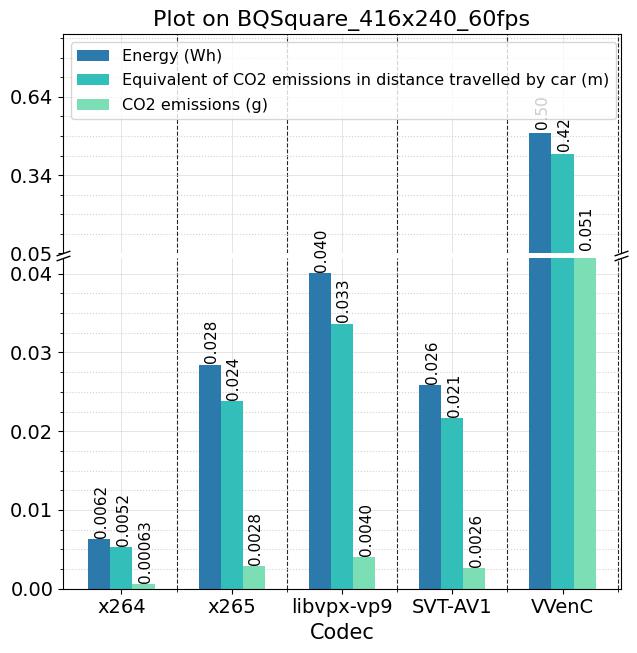 Plot on BQSquare_416x240_60fps
Energy (Wh)
Equivalent of CO2 emissions in distance travelled by car (m)
CO2 emissions (g)
0.64
0.34
0.05
0.04
0.03
0.02
0.01
0.00
0.0062
0.0052
0.00063
0.028
0.024
0.0028
0.040
0.033
0.0040
0.026
0.021
0.0026
0.50
0.42
0.051
x264
x265
libvpx-vp9
SVT-AV1
VVenC
Codec